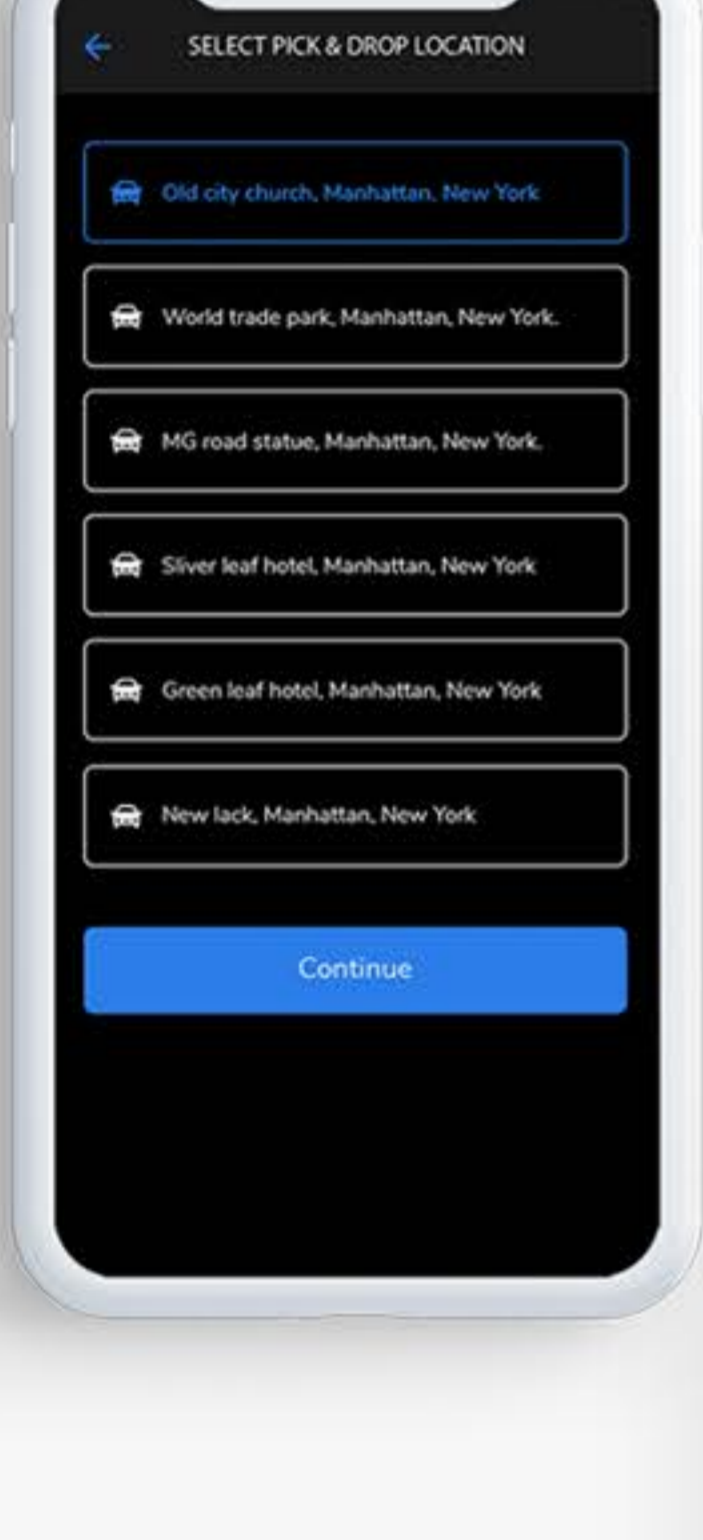 SELECT PICK & DROP LOCATION
Old city church, Manhattan, New York
World trade park, Manhattan, New York.
MG road statue, Manhattan, New York.
Sliver leaf hotel, Manhattan, New York
Green leaf hotel, Manhattan, New York
New lack, Manhattan, New York
Continue